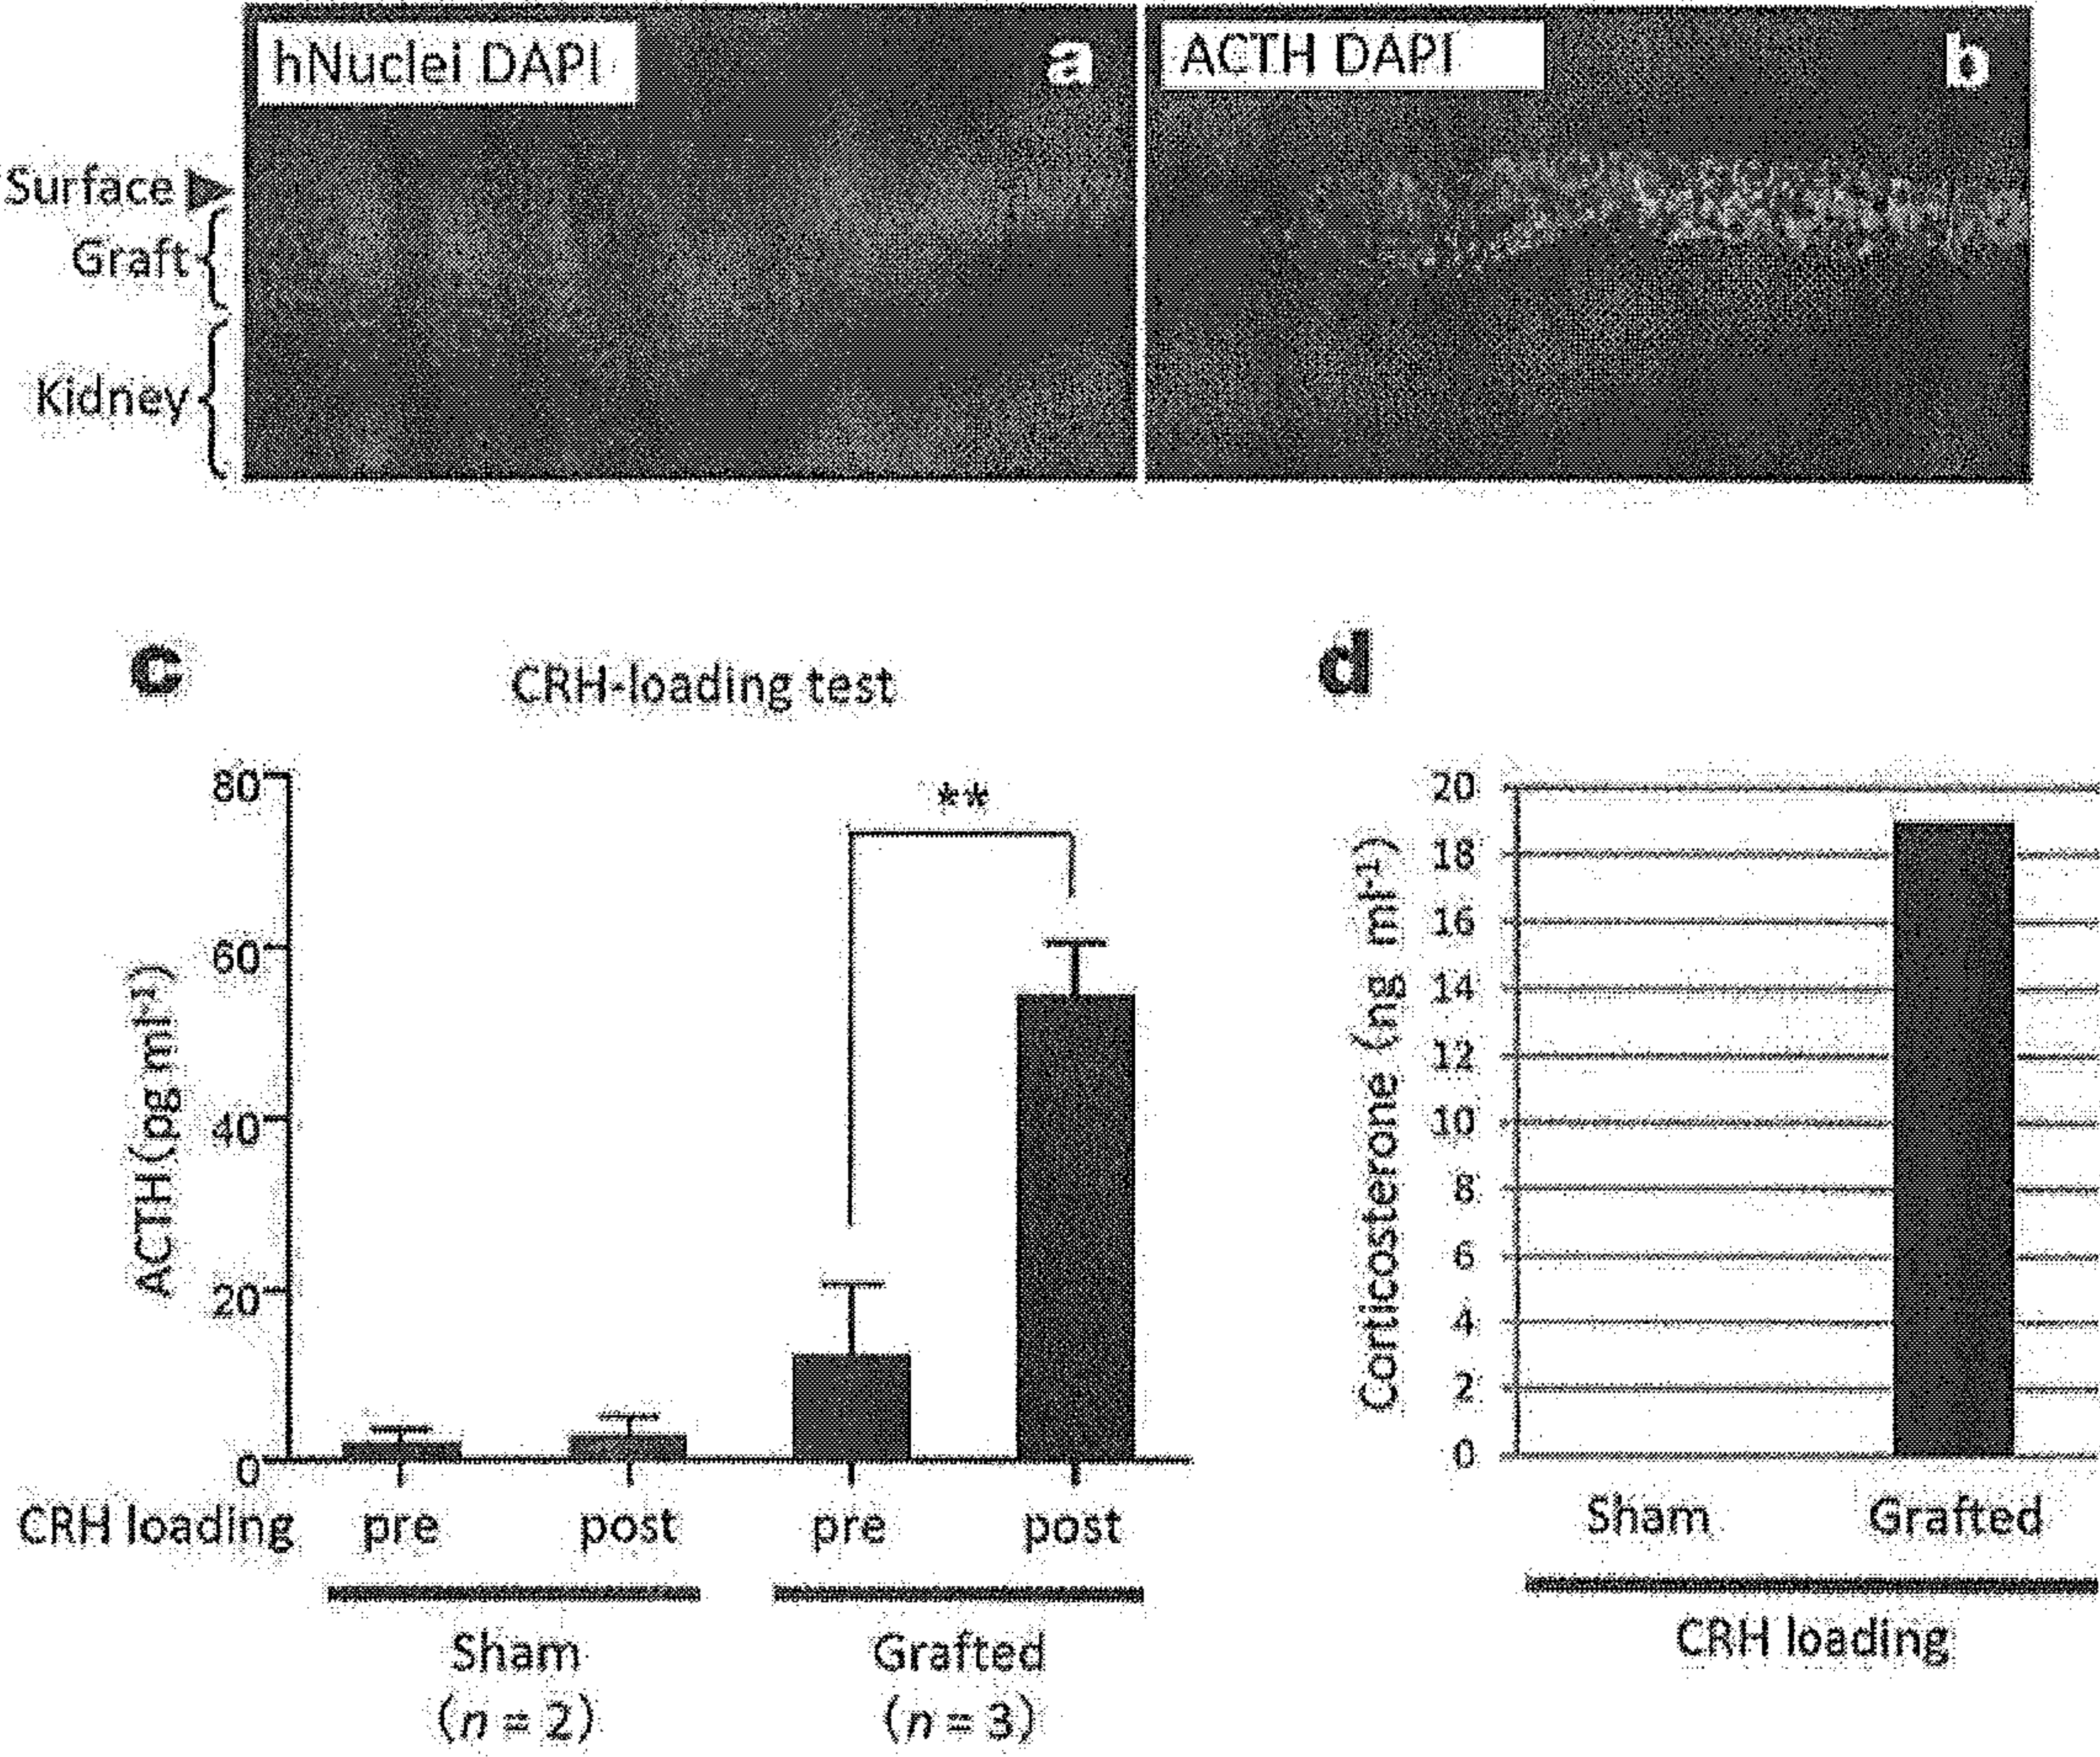 hNuclei DAPI
a
ACTH DAPI
b
Surface
Graft
Kidney
c
CRH-loading test
80
60
40
20
0
ACTH(pg ml⁻¹)
**
CRH loading
pre
post
pre
post
Sham
(n = 2)
Grafted
(n = 3)
d
20
18
16
14
12
10
8
6
4
2
0
Corticosterone (ng ml⁻¹)
Sham
Grafted
CRH loading